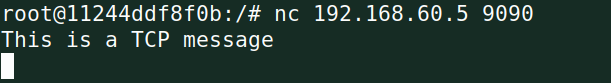 root@11244ddf8f0b:/# nc 192.168.60.5 9090
This is a TCP message